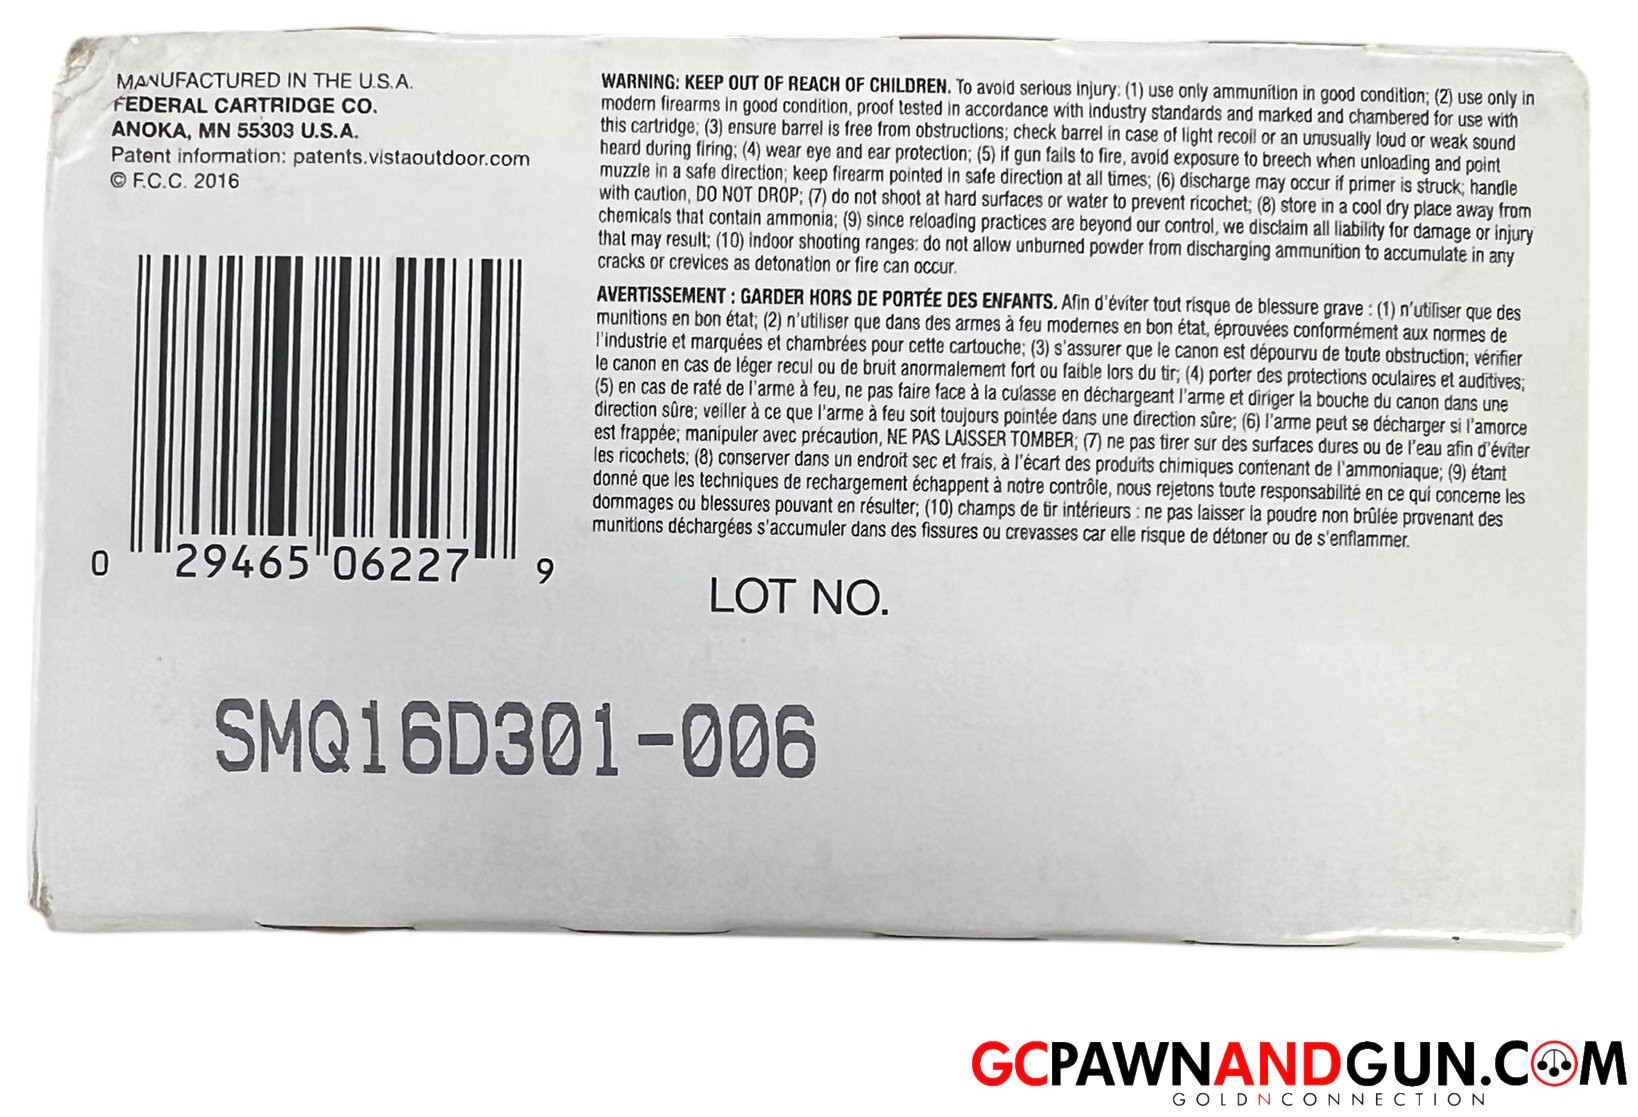 MANUFACTURED IN THE U.S.A.
FEDERAL CARTRIDGE CO.
ANOKA, MN 55303 U.S.A.
Patent information: patents.vistaoutdoor.com
© F.C.C. 2016
0 29465 06227 9
WARNING: KEEP OUT OF REACH OF CHILDREN. To avoid serious injury: (1) use only ammunition in good condition; (2) use only in
modern firearms in good condition, proof tested in accordance with industry standards and marked and chambered for use with
this cartridge; (3) ensure barrel is free from obstructions; check barrel in case of light recoil or an unusually loud or weak sound
heard during firing; (4) wear eye and ear protection; (5) if gun fails to fire, avoid exposure to breech when unloading and point
muzzle in a safe direction; keep firearm pointed in safe direction at all times; (6) discharge may occur if primer is struck; handle
with caution, DO NOT DROP; (7) do not shoot at hard surfaces or water to prevent ricochet; (8) store in a cool dry place away from
chemicals that contain ammonia; (9) since reloading practices are beyond our control, we disclaim all liability for damage or injury
that may result; (10) indoor shooting ranges: do not allow unburned powder from discharging ammunition to accumulate in any
cracks or crevices as detonation or fire can occur.
AVERTISSEMENT : GARDER HORS DE PORTÉE DES ENFANTS. Afin d'éviter tout risque de blessure grave : (1) n'utiliser que des
munitions en bon état; (2) n'utiliser que dans des armes à feu modernes en bon état, éprouvées conformément aux normes de
l'industrie et marquées et chambrées pour cette cartouche; (3) s'assurer que le canon est dépourvu de toute obstruction; vérifier
le canon en cas de léger recul ou de bruit anormalement fort ou faible lors du tir; (4) porter des protections oculaires et auditives;
(5) en cas de raté de l'arme à feu, ne pas faire face à la culasse en déchargeant l'arme et diriger la bouche du canon dans une
direction sûre; veiller à ce que l'arme à feu soit toujours pointée dans une direction sûre; (6) l'arme peut se décharger si l'amorce
est frappée; manipuler avec précaution, NE PAS LAISSER TOMBER; (7) ne pas tirer sur des surfaces dures ou de l'eau afin d'éviter
les ricochets; (8) conserver dans un endroit sec et frais, à l'écart des produits chimiques contenant de l'ammoniaque; (9) étant
donné que les techniques de rechargement échappent à notre contrôle, nous rejetons toute responsabilité en ce qui concerne les
dommages ou blessures pouvant en résulter; (10) champs de tir intérieurs : ne pas laisser la poudre non brûlée provenant des
munitions déchargées s'accumuler dans des fissures ou crevasses car elle risque de détoner ou de s'enflammer.
LOT NO.
SMQ16D301-006
GCPAWNANDGUN.COM
GOLDNCONNECTION